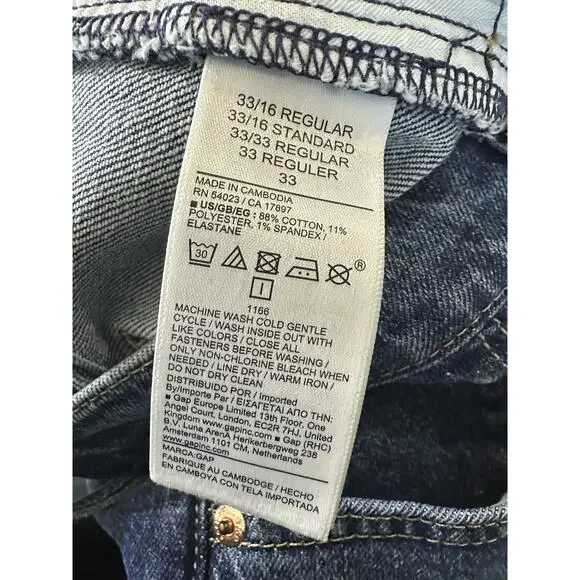 33/16 REGULAR
33/16 STANDARD
33/33 REGULAR
33 REGULER
33
MADE IN CAMBODIA
RN 54023 / CA 17897
■ US/GB/EG: 88% COTTON, 11%
POLYESTER, 1% SPANDEX /
ELASTANE
30
®
1166
MACHINE WASH COLD GENTLE
CYCLE / WASH INSIDE OUT WITH
LIKE COLORS / CLOSE ALL
FASTENERS BEFORE WASHING /
ONLY NON-CHLORINE BLEACH WHEN
NEEDED / LINE DRY / WARM IRON /
DO NOT DRY CLEAN
DISTRIBUIDO POR / Imported
By/Importe Par / ΕΙΣΑΓΕΤΑΙ ΑΠΟ ΤΗΝ:
■ Gap Europe Limited 13th Floor, One
Angel Court, London, EC2R 7HJ, United
Kingdom www.gapinc.com ■ Gap (RHC)
B.V. Luna ArenA Herikerbergweg 238
Amsterdam 1101 CM, Netherlands
www.gapinc.com
MARCA:GAP
FABRIQUÉ AU CAMBODGE / HECHO
EN CAMBOYA CON TELA IMPORTADA